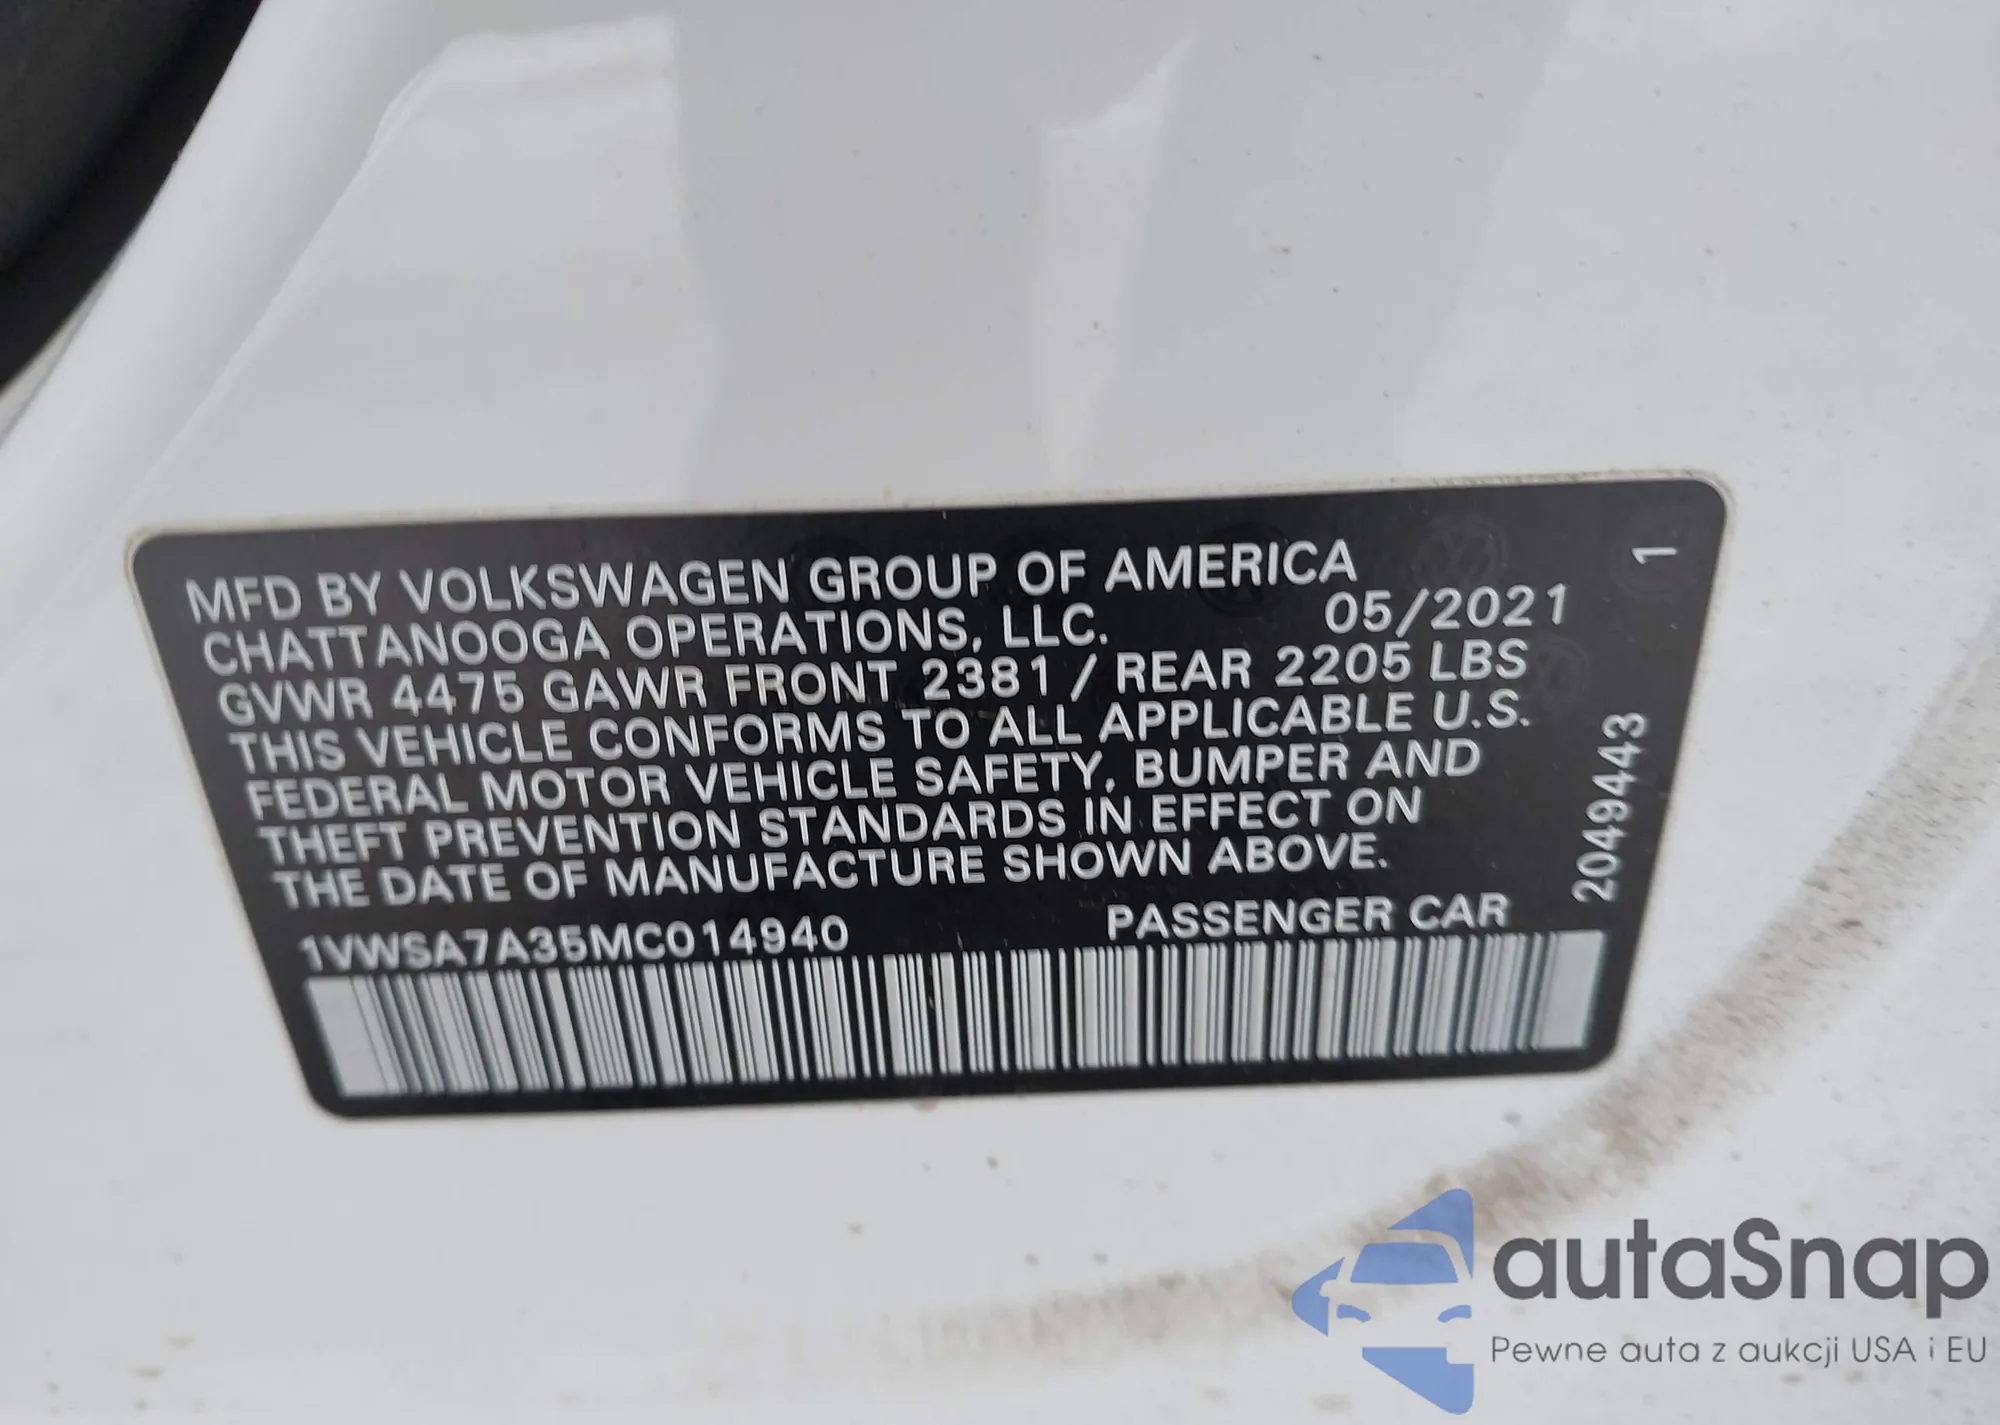 MFD BY VOLKSWAGEN GROUP OF AMERICA
CHATTANOOGA OPERATIONS, LLC. 05/2021
GVWR 4475 GAWR FRONT 2381 / REAR 2205 LBS
THIS VEHICLE CONFORMS TO ALL APPLICABLE U.S.
FEDERAL MOTOR VEHICLE SAFETY, BUMPER AND
THEFT PREVENTION STANDARDS IN EFFECT ON
THE DATE OF MANUFACTURE SHOWN ABOVE.
1VWSA7A35MC014940 PASSENGER CAR
2049443 1
autaSnap
Pewne auta z aukcji USA i EU